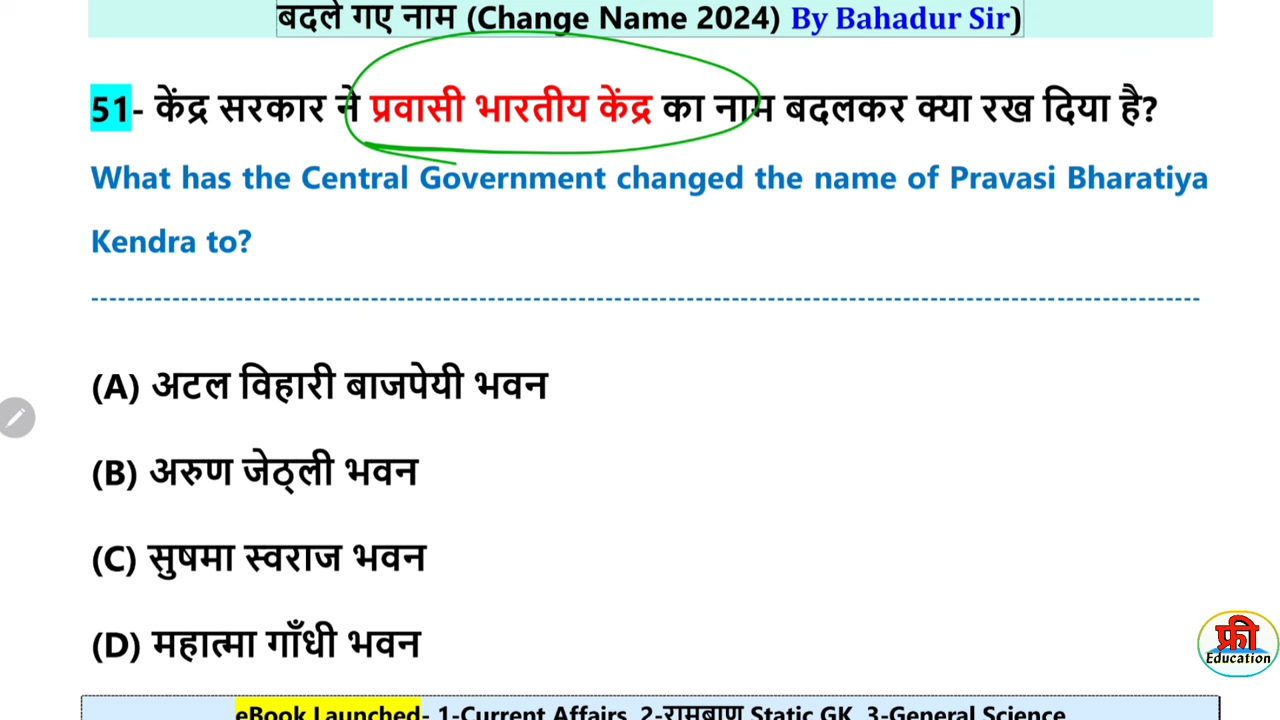 बदले गए नाम (Change Name 2024) By Bahadur Sir)
51- केंद्र सरकार ने प्रवासी भारतीय केंद्र का नाम बदलकर क्या रख दिया है?
What has the Central Government changed the name of Pravasi Bharatiya
Kendra to?
(A) अटल विहारी बाजपेयी भवन
(B) अरुण जेठ्ली भवन
(C) सुषमा स्वराज भवन
(D) महात्मा गाँधी भवन
फ्री
Education
eBook Launched- 1-Current Affairs, 2-रामबाण Static GK, 3-General Science